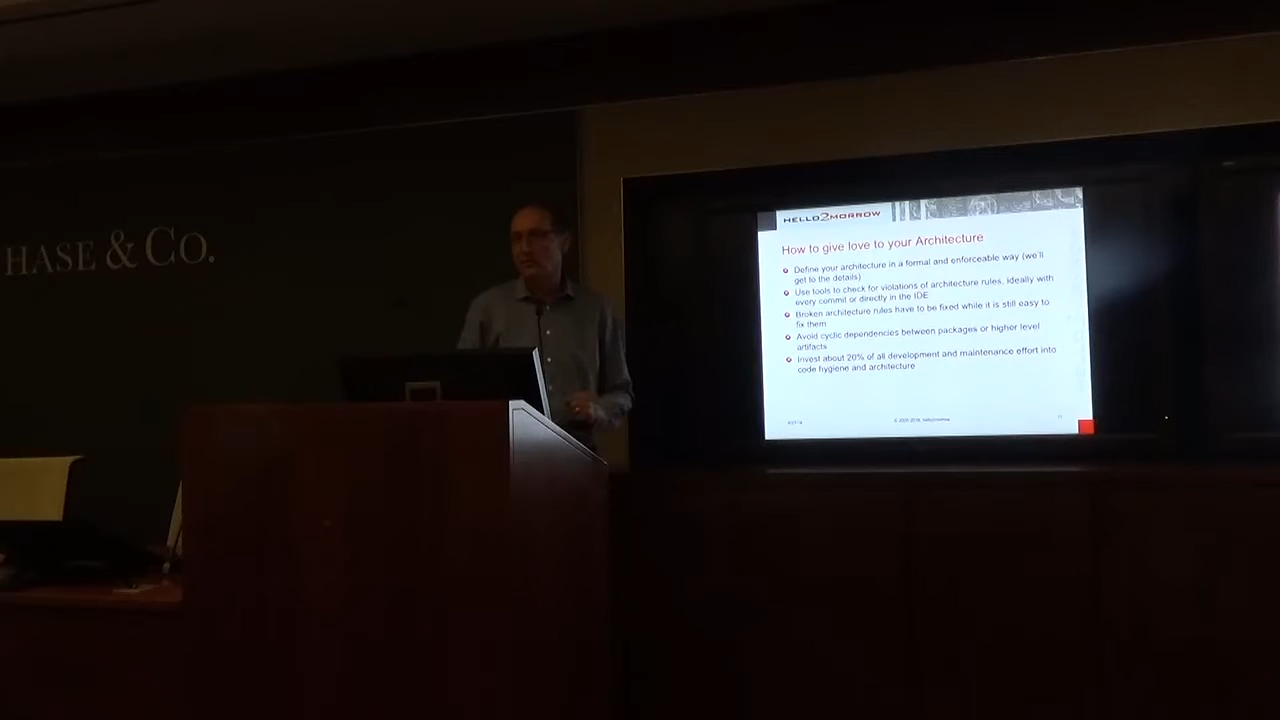 HASE & CO.
HELLO2MORROW
How to give love to your Architecture
Define your architecture in a formal and enforceable way (we'll
get to the details)
Use tools to check for violations of architecture rules, ideally with
every commit or directly in the IDE
Broken architecture rules have to be fixed while it is still easy to
fix them
Avoid cyclic dependencies between packages or higher level
artifacts
Invest about 20% of all development and maintenance effort into
code hygiene and architecture